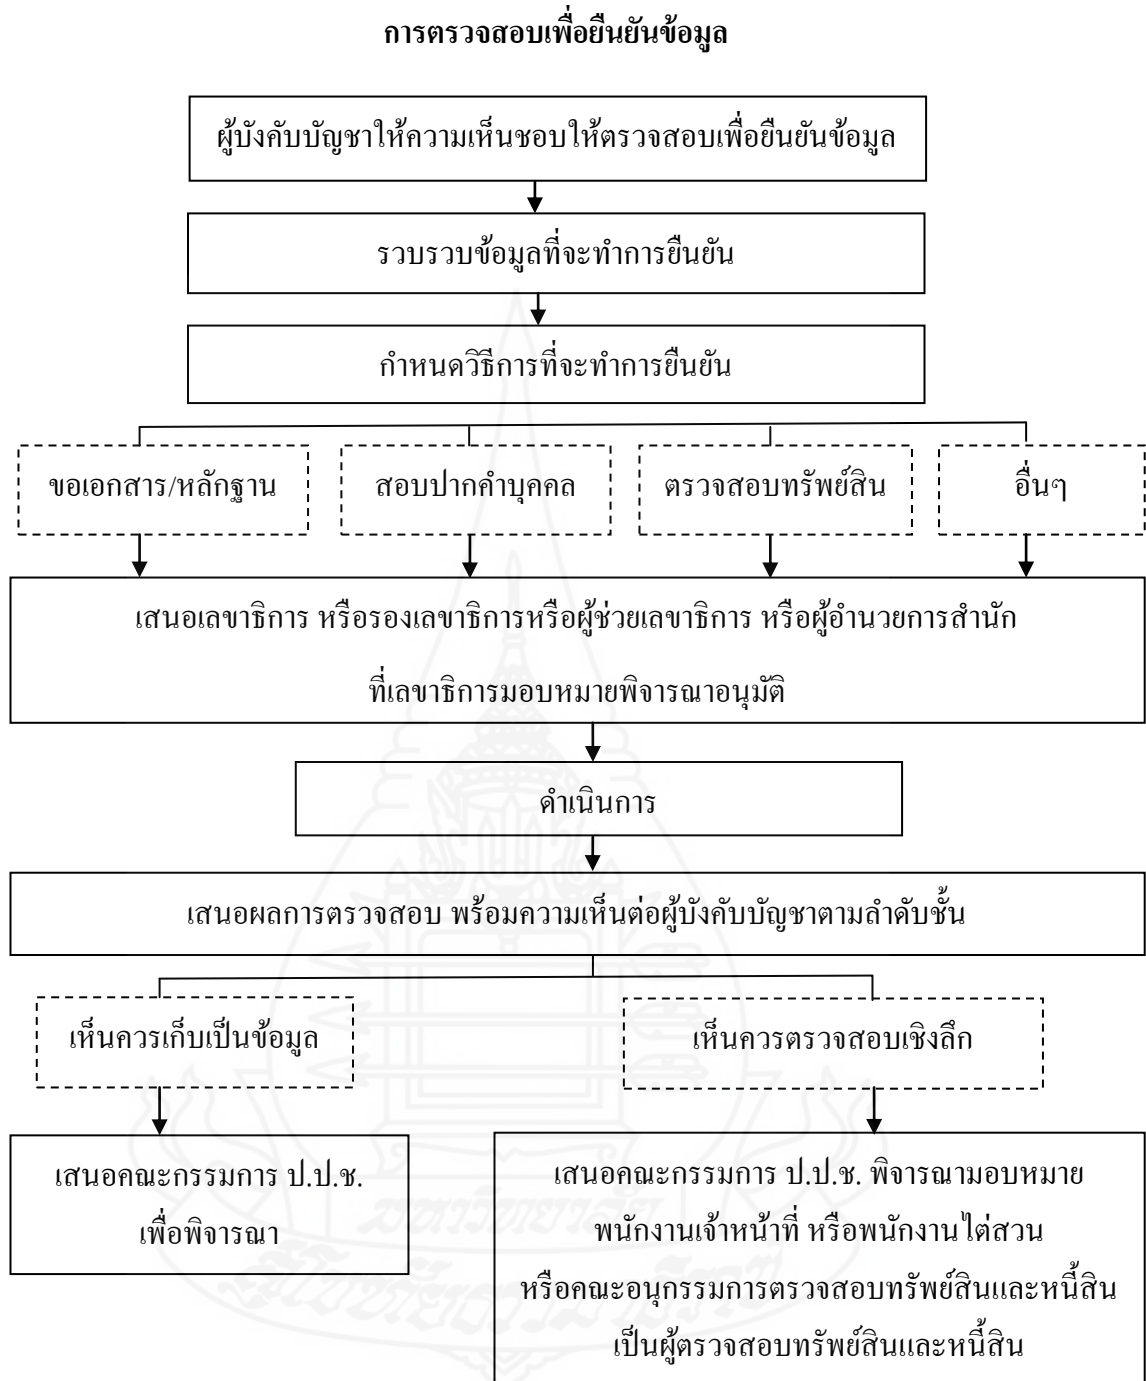 การตรวจสอบเพื่อยืนยันข้อมูล
ผู้บังคับบัญชาให้ความเห็นชอบให้ตรวจสอบเพื่อยืนยันข้อมูล
รวบรวบข้อมูลที่จะทำการยืนยัน
กำหนดวิธีการที่จะทำการยืนยัน
ขอเอกสาร/หลักฐาน
สอบปากคำบุคคล
ตรวจสอบทรัพย์สิน
อื่นๆ
เสนอเลขาธิการ หรือรองเลขาธิการหรือผู้ช่วยเลขาธิการ หรือผู้อำนวยการสำนัก
ที่เลขาธิการมอบหมายพิจารณาอนุมัติ
ดำเนินการ
เสนอผลการตรวจสอบ พร้อมความเห็นต่อผู้บังคับบัญชาตามลำดับชั้น
เห็นควรเก็บเป็นข้อมูล
เห็นควรตรวจสอบเชิงลึก
เสนอคณะกรรมการ ป.ป.ช.
เพื่อพิจารณา
เสนอคณะกรรมการ ป.ป.ช. พิจารณามอบหมาย
พนักงานเจ้าหน้าที่ หรือพนักงานไต่สวน
หรือคณะอนุกรรมการตรวจสอบทรัพย์สินและหนี้สิน
เป็นผู้ตรวจสอบทรัพย์สินและหนี้สิน
มหาวิทยาลัย
สุโขทัยธรรมาธิราช